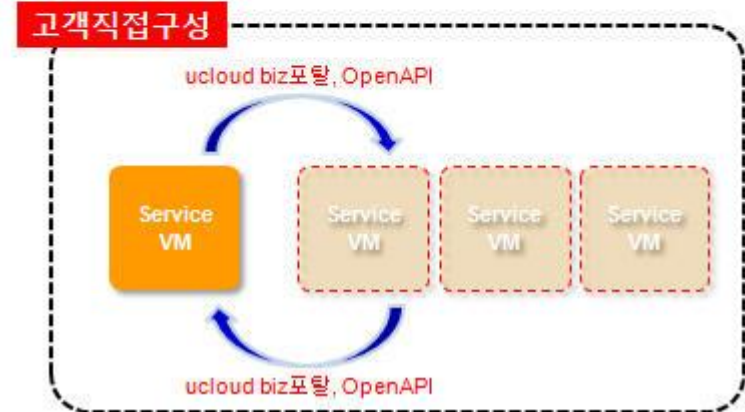 고객직접구성
ucloud biz포탈, OpenAPI
Service
VM
Service
VM
Service
VM
Service
VM
ucloud biz포탈, OpenAPI